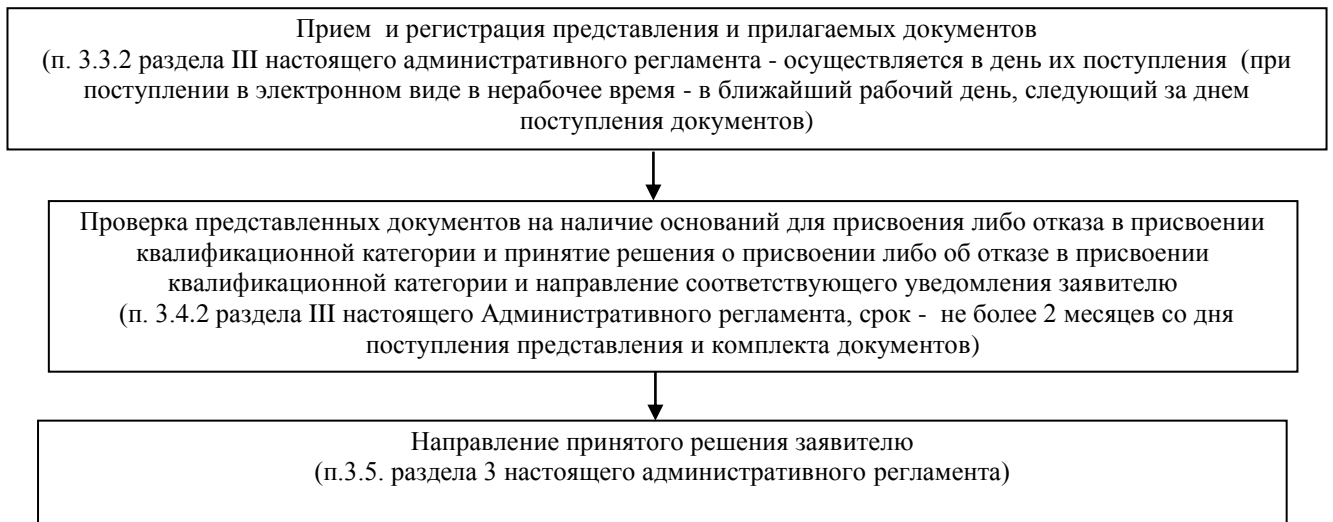 Прием  и регистрация представления и прилагаемых документов
(п. 3.3.2 раздела III настоящего административного регламента - осуществляется в день их поступления  (при
поступлении в электронном виде в нерабочее время - в ближайший рабочий день, следующий за днем
поступления документов)
Проверка представленных документов на наличие оснований для присвоения либо отказа в присвоении
квалификационной категории и принятие решения о присвоении либо об отказе в присвоении
квалификационной категории и направление соответствующего уведомления заявителю
(п. 3.4.2 раздела III настоящего Административного регламента, срок -  не более 2 месяцев со дня
поступления представления и комплекта документов)
Направление принятого решения заявителю
(п.3.5. раздела 3 настоящего административного регламента)